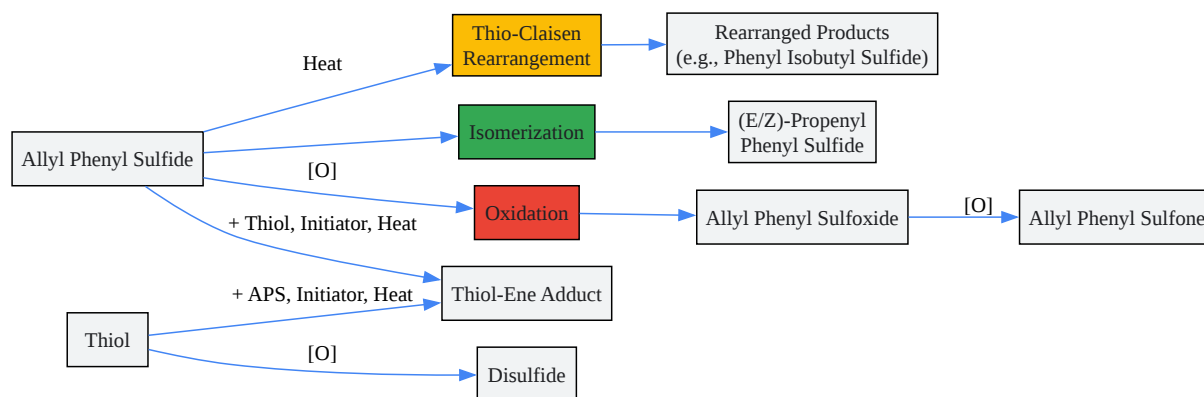 Thio-Claisen
Rearrangement
Rearranged Products
(e.g., Phenyl Isobutyl Sulfide)
Heat
Isomerization
(E/Z)-Propenyl
Phenyl Sulfide
Allyl Phenyl Sulfide
[O]
Oxidation
Allyl Phenyl Sulfoxide
[O]
Allyl Phenyl Sulfone
+ Thiol, Initiator, Heat
Thiol-Ene Adduct
+ APS, Initiator, Heat
Thiol
[O]
Disulfide